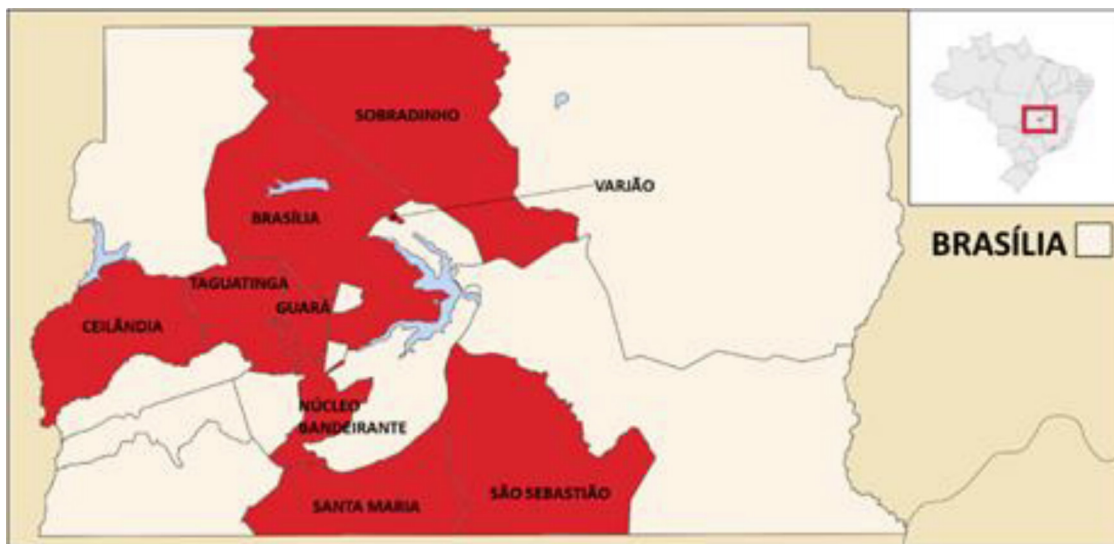 SOBRADINHO
VARJÃO
BRASÍLIA
BRASÍLIA
TAGUATINGA
GUARÁ
CEILÂNDIA
NÚCLEO
BANDEIRANTE
SÃO SEBASTIÃO
SANTA MARIA